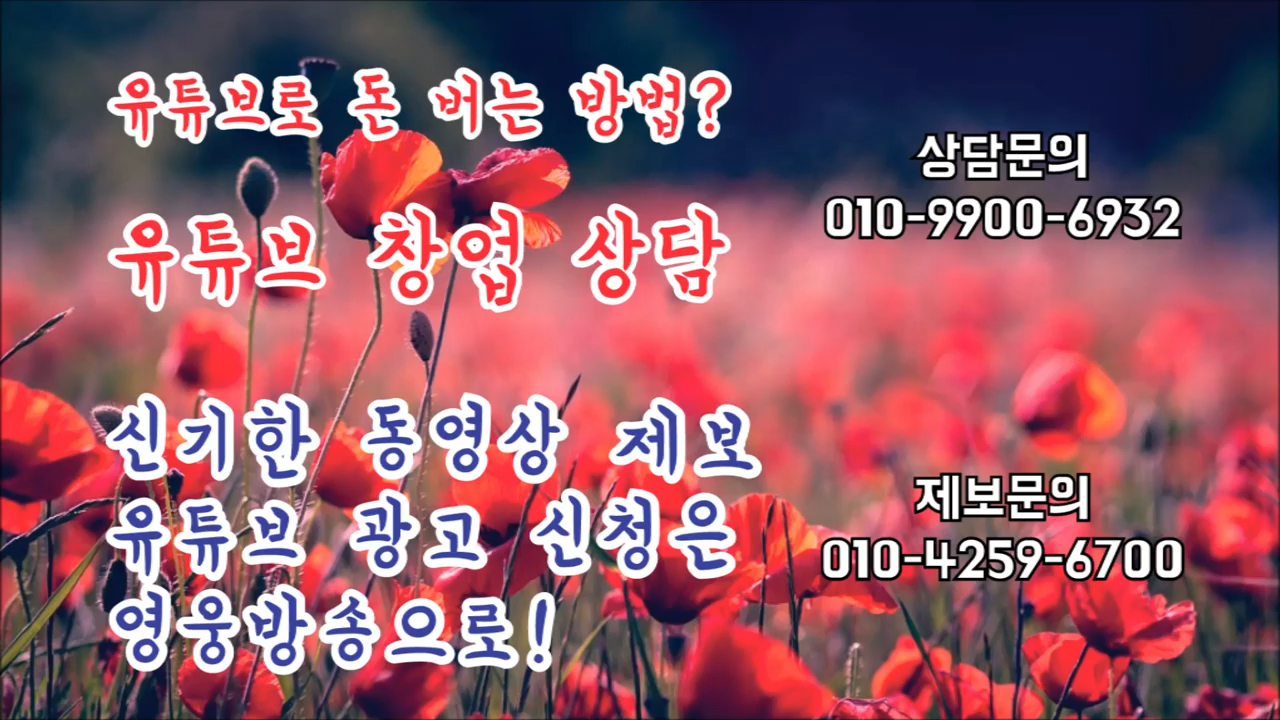 유튜브로 돈 버는 방법?
유튜브 창업 상담
상담문의
010-9900-6932
신기한 동영상 제보
유튜브 광고 신청은
영웅방송으로!
제보문의
010-4259-6700